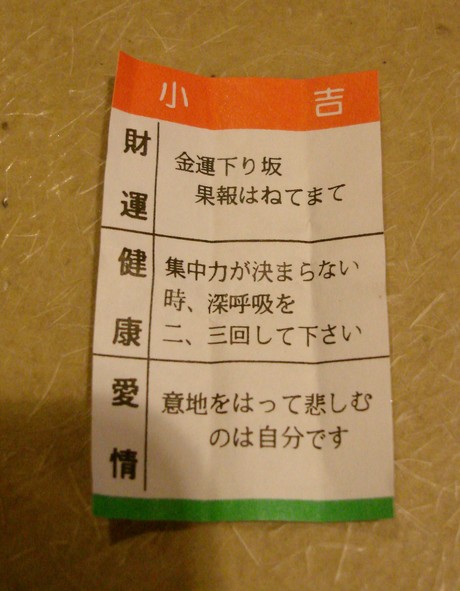 小吉
財運
金運下り坂
果報はねてまて
健康
集中力が決まらない
時、深呼吸を
二、三回して下さい
愛情
意地をはって悲しむ
のは自分です